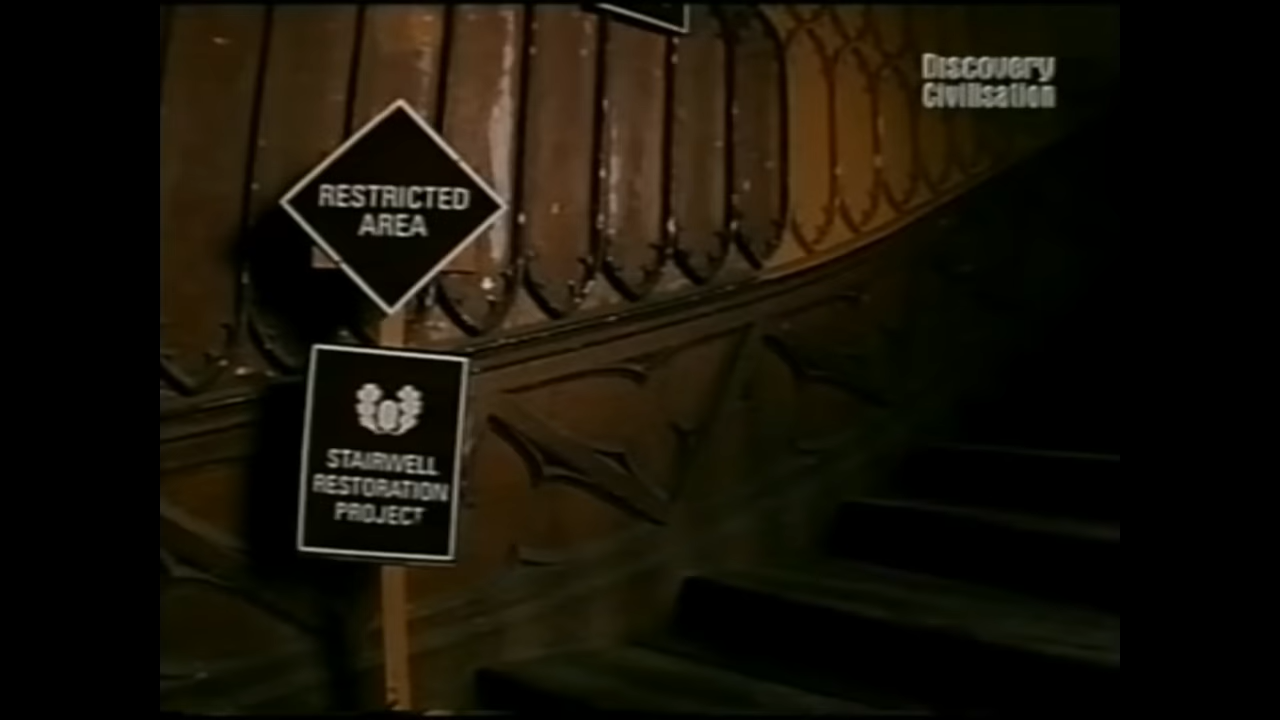 Discovery
Civilisation
RESTRICTED
AREA
STAIRWELL
RESTORATION
PROJECT